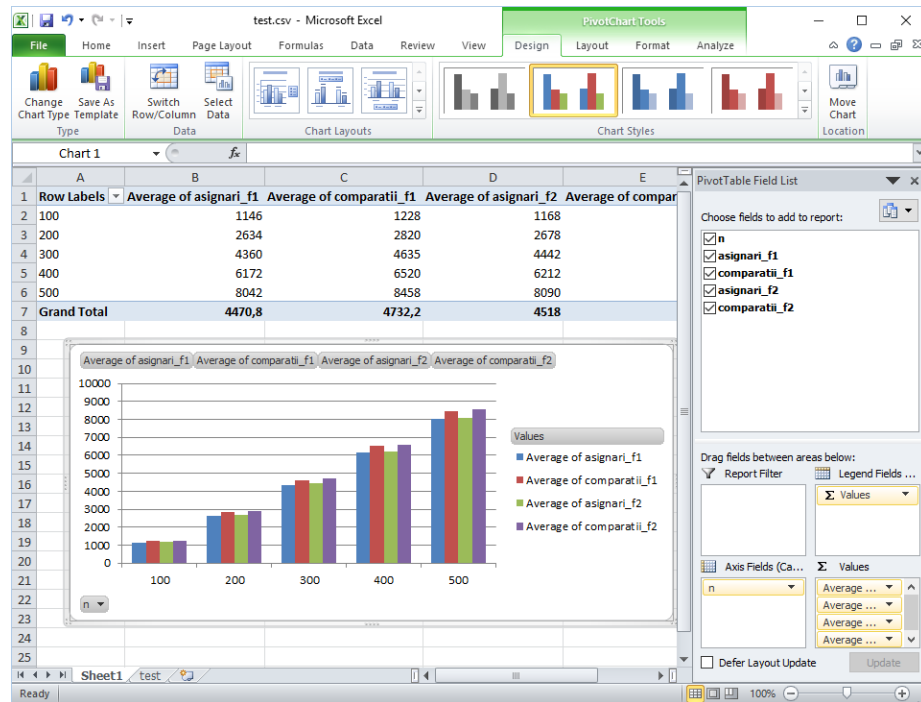 test.csv - Microsoft Excel
PivotChart Tools
File Home Insert Page Layout Formulas Data Review View Design Layout Format Analyze
Change Chart Type
Save As Template
Switch Row/Column
Select Data
Move Chart
Type Data Chart Layouts Chart Styles Location
Chart 1 fx
A B C D E
1 Row Labels Average of asignari_f1 Average of comparatii_f1 Average of asignari_f2 Average of compar
2 100 1146 1228 1168
3 200 2634 2820 2678
4 300 4360 4635 4442
5 400 6172 6520 6212
6 500 8042 8458 8090
7 Grand Total 4470,8 4732,2 4518
8
9
10
11
12
13
14
15
16
17
18
19
20
21
22
23
24
25
Average of asignari_f1 Average of comparatii_f1 Average of asignari_f2 Average of comparatii_f2
10000
9000
8000
7000
6000
5000
4000
3000
2000
1000
0
100 200 300 400 500
n
Values
Average of asignari_f1
Average of comparatii_f1
Average of asignari_f2
Average of comparatii_f2
PivotTable Field List
Choose fields to add to report:
n
asignari_f1
comparatii_f1
asignari_f2
comparatii_f2
Drag fields between areas below:
Report Filter Legend Fields ...
Σ Values
Axis Fields (Ca... Σ Values
n Average ...
Average ...
Average ...
Average ...
Defer Layout Update Update
Sheet1 test
Ready 100%